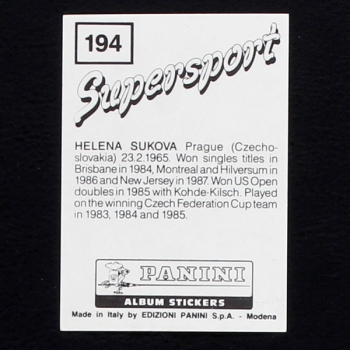 194
Supersport
HELENA SUKOVA Prague (Czecho-
slovakia) 23.2.1965. Won singles titles in
Brisbane in 1984, Montreal and Hilversum in
1986 and New Jersey in 1987. Won US Open
doubles in 1985 with Kohde-Kilsch. Played
on the winning Czech Federation Cup team
in 1983, 1984 and 1985.
PANINI
ALBUM STICKERS
Made in Italy by EDIZIONI PANINI S.p.A. - Modena